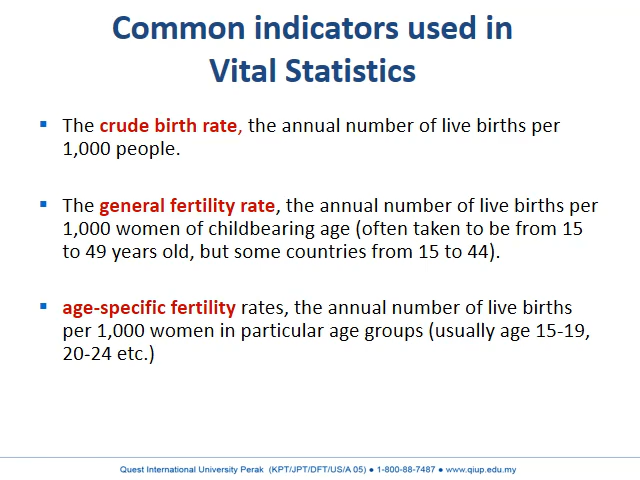 Common indicators used in
Vital Statistics
▪ The crude birth rate, the annual number of live births per
1,000 people.
▪ The general fertility rate, the annual number of live births per
1,000 women of childbearing age (often taken to be from 15
to 49 years old, but some countries from 15 to 44).
▪ age-specific fertility rates, the annual number of live births
per 1,000 women in particular age groups (usually age 15-19,
20-24 etc.)
Quest International University Perak (KPT/JPT/DFT/US/A 05) ● 1-800-88-7487 ● www.qiup.edu.my